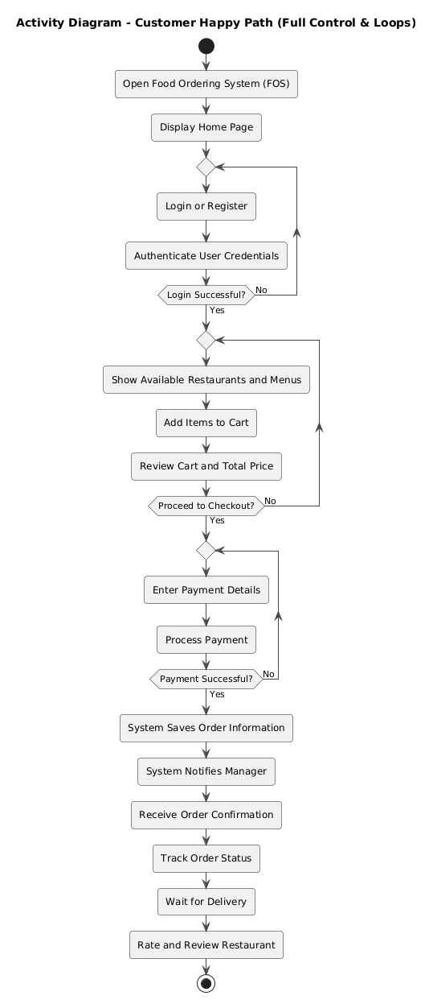 Activity Diagram - Customer Happy Path (Full Control & Loops)
Open Food Ordering System (FOS)
Display Home Page
Login or Register
Authenticate User Credentials
Login Successful?
No
Yes
Show Available Restaurants and Menus
Add Items to Cart
Review Cart and Total Price
Proceed to Checkout?
No
Yes
Enter Payment Details
Process Payment
Payment Successful?
No
Yes
System Saves Order Information
System Notifies Manager
Receive Order Confirmation
Track Order Status
Wait for Delivery
Rate and Review Restaurant